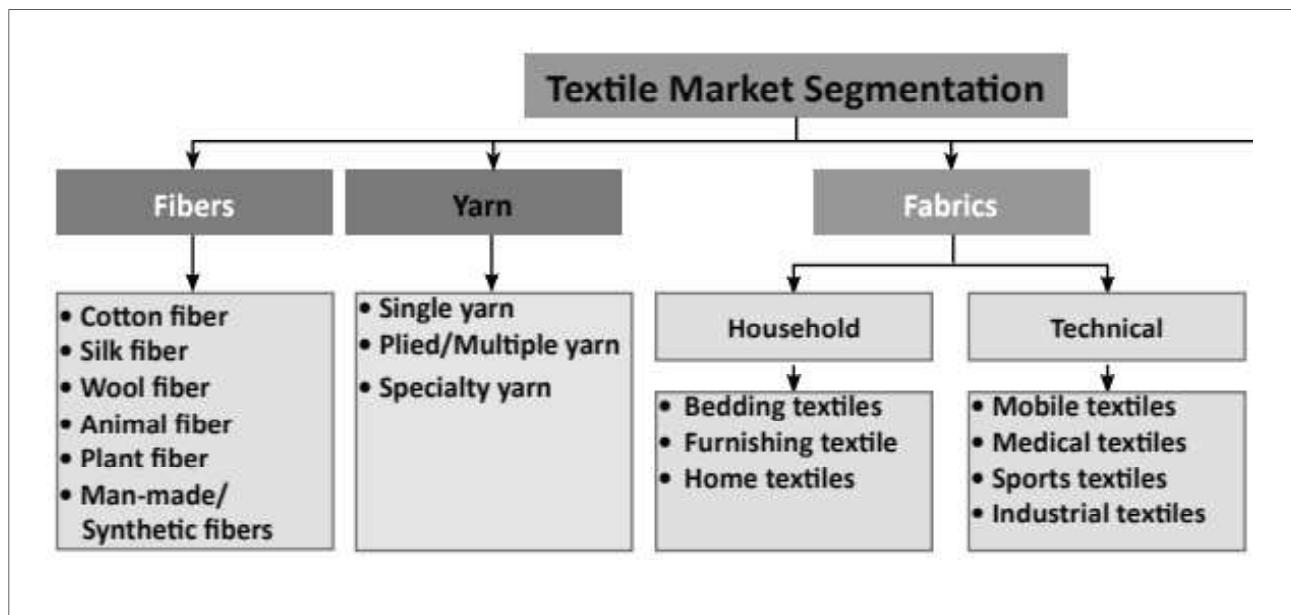 Textile Market Segmentation
Fibers
Yarn
Fabrics
• Cotton fiber
• Silk fiber
• Wool fiber
• Animal fiber
• Plant fiber
• Man-made/
Synthetic fibers
• Single yarn
• Plied/Multiple yarn
• Specialty yarn
Household
Technical
• Bedding textiles
• Furnishing textile
• Home textiles
• Mobile textiles
• Medical textiles
• Sports textiles
• Industrial textiles